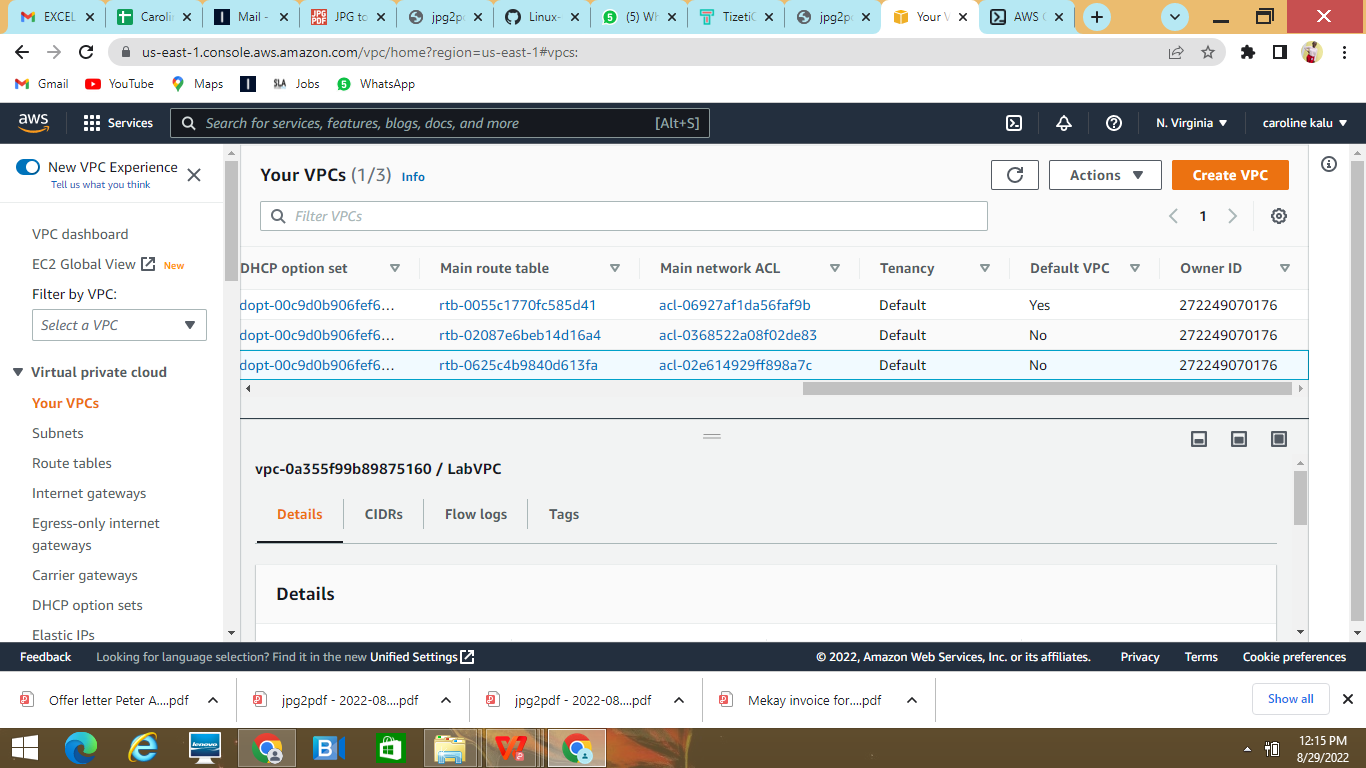 EXCEL
Carolin
Mail -
JPG to
jpg2p
Linux-
(5) Wh
TizetiC
jpg2p
Your V
AWS C
us-east-1.console.aws.amazon.com/vpc/home?region=us-east-1#vpcs:
Gmail YouTube Maps Jobs WhatsApp
aws Services Search for services, features, blogs, docs, and more [Alt+S] N. Virginia caroline kalu
New VPC Experience
Tell us what you think
VPC dashboard
EC2 Global View New
Filter by VPC:
Select a VPC
Virtual private cloud
Your VPCs
Subnets
Route tables
Internet gateways
Egress-only internet
gateways
Carrier gateways
DHCP option sets
Elastic IPs
Your VPCs (1/3) Info
Actions Create VPC
Filter VPCs
1
DHCP option set Main route table Main network ACL Tenancy Default VPC Owner ID
dopt-00c9d0b906fef6... rtb-0055c1770fc585d41 acl-06927af1da56faf9b Default Yes 272249070176
dopt-00c9d0b906fef6... rtb-02087e6beb14d16a4 acl-0368522a08f02de83 Default No 272249070176
dopt-00c9d0b906fef6... rtb-0625c4b9840d613fa acl-02e614929ff898a7c Default No 272249070176
vpc-0a355f99b89875160 / LabVPC
Details CIDRs Flow logs Tags
Details
Feedback Looking for language selection? Find it in the new Unified Settings © 2022, Amazon Web Services, Inc. or its affiliates. Privacy Terms Cookie preferences
Offer letter Peter A....pdf jpg2pdf - 2022-08....pdf jpg2pdf - 2022-08....pdf Mekay invoice for....pdf Show all
lenovo
12:15 PM
8/29/2022